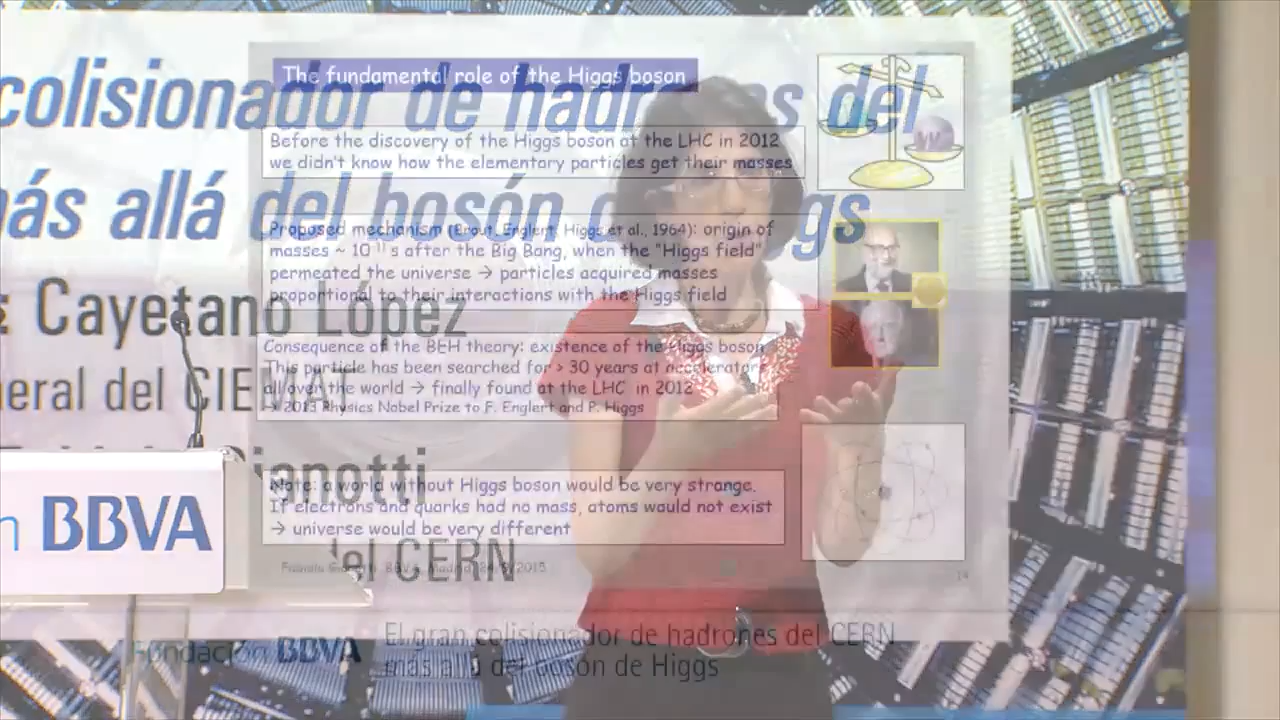 The fundamental role of the Higgs boson
Before the discovery of the Higgs boson at the LHC in 2012
we didn't know how the elementary particles get their masses
Proposed mechanism (Brout, Englert, Higgs et al., 1964): origin of
masses ~ 10⁻¹¹ s after the Big Bang, when the "Higgs field"
permeated the universe → particles acquired masses
proportional to their interactions with the Higgs field
Consequence of the BEH theory: existence of the Higgs boson
This particle has been searched for > 30 years at accelerators
all over the world → finally found at the LHC in 2012
→ 2013 Physics Nobel Prize to F. Englert and P. Higgs
Note: a world without Higgs boson would be very strange.
If electrons and quarks had no mass, atoms would not exist
→ universe would be very different
14
W
colisionador de hadrones del
más allá del bosón
gs
Cayetano López
neral del CIEMAT
Gianotti
del CERN
BBVA
Fundación BBVA
El gran colisionador de hadrones del CERN
más allá del bosón de Higgs